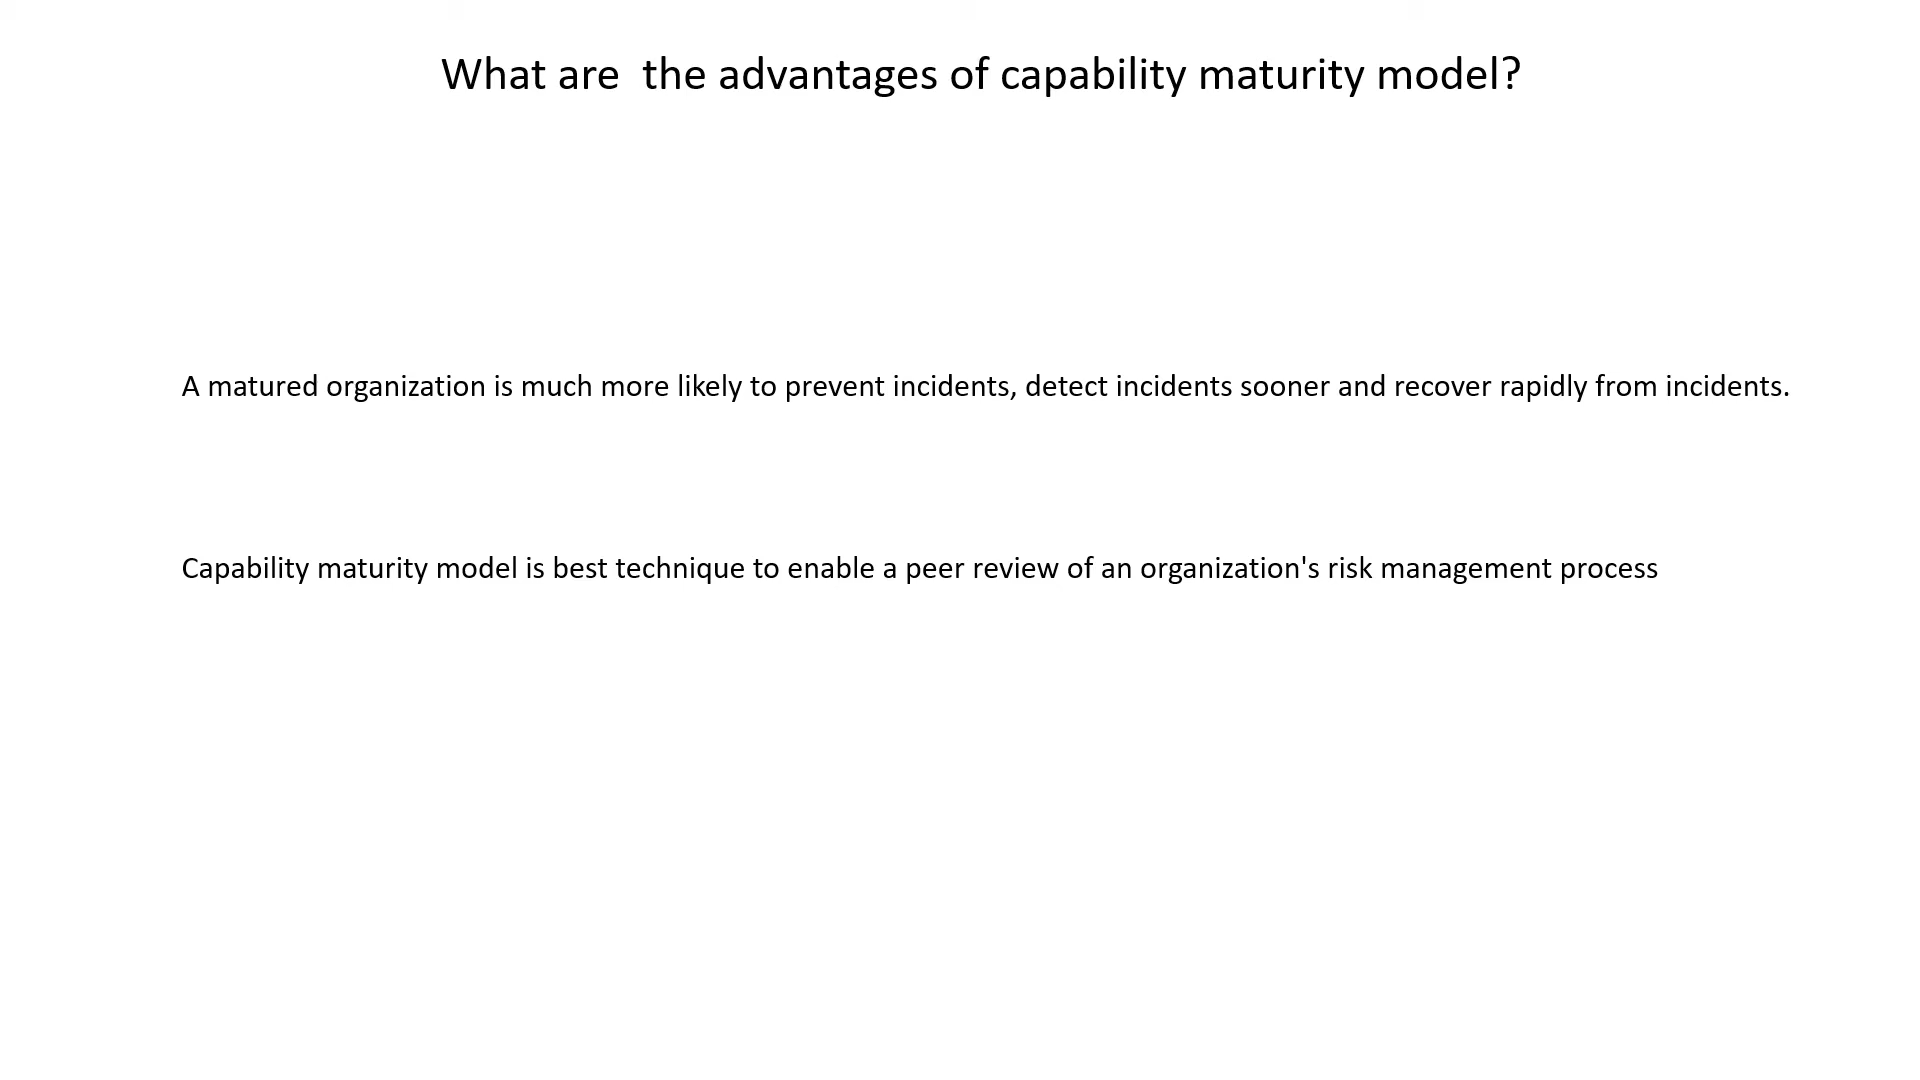 What are  the advantages of capability maturity model?
A matured organization is much more likely to prevent incidents, detect incidents sooner and recover rapidly from incidents.
Capability maturity model is best technique to enable a peer review of an organization's risk management process